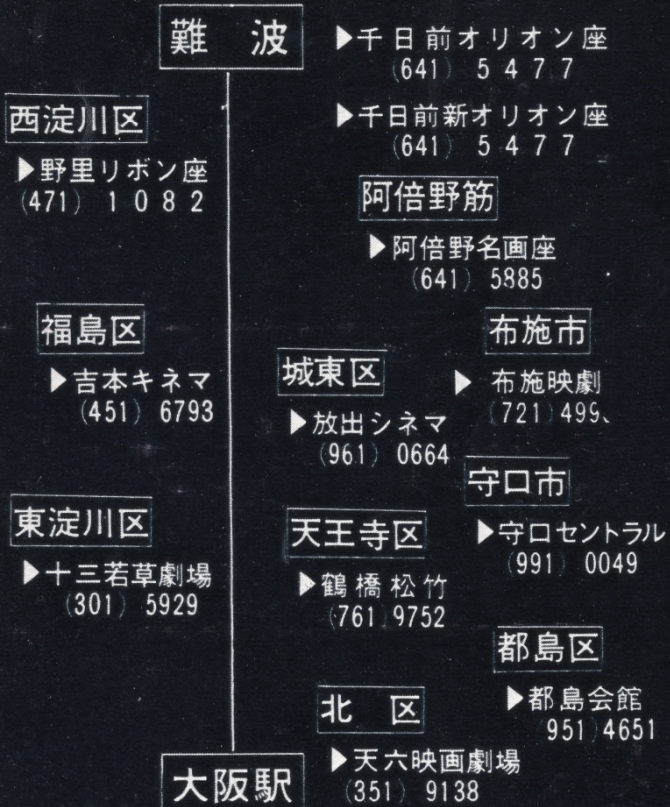 難 波
▶千日前オリオン座
(641) 5477
▶千日前新オリオン座
(641) 5477
西淀川区
▶野里リボン座
(471) 1082
阿倍野筋
▶阿倍野名画座
(641) 5885
福島区
▶吉本キネマ
(451) 6793
布施市
▶布施映劇
(721) 499
城東区
▶放出シネマ
(961) 0664
守口市
▶守口セントラル
(991) 0049
東淀川区
▶十三若草劇場
(301) 5929
天王寺区
▶鶴橋松竹
(761) 9752
都島区
▶都島会館
951) 4651
北 区
▶天六映画劇場
(351) 9138
大阪駅